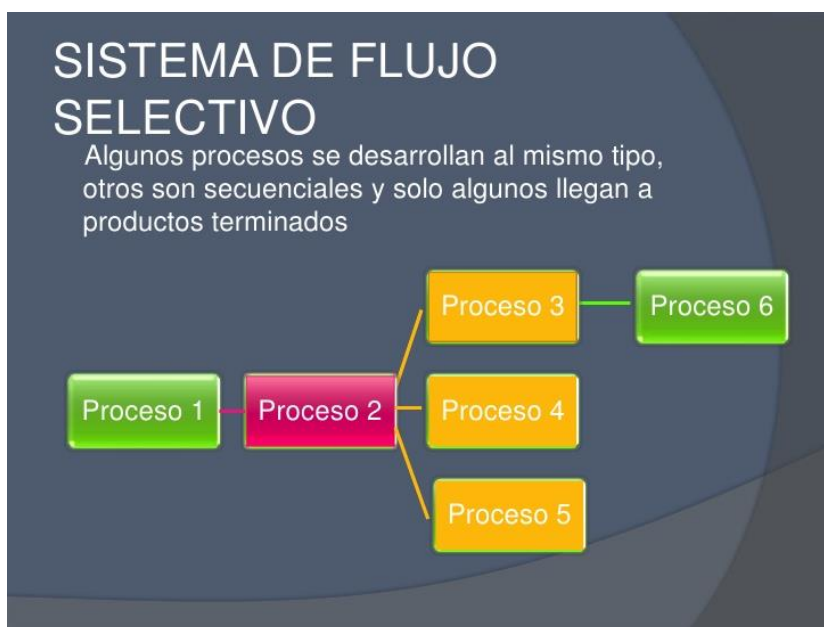 SISTEMA DE FLUJO
SELECTIVO
Algunos procesos se desarrollan al mismo tipo,
otros son secuenciales y solo algunos llegan a
productos terminados
Proceso 3
Proceso 6
Proceso 1
Proceso 2
Proceso 4
Proceso 5